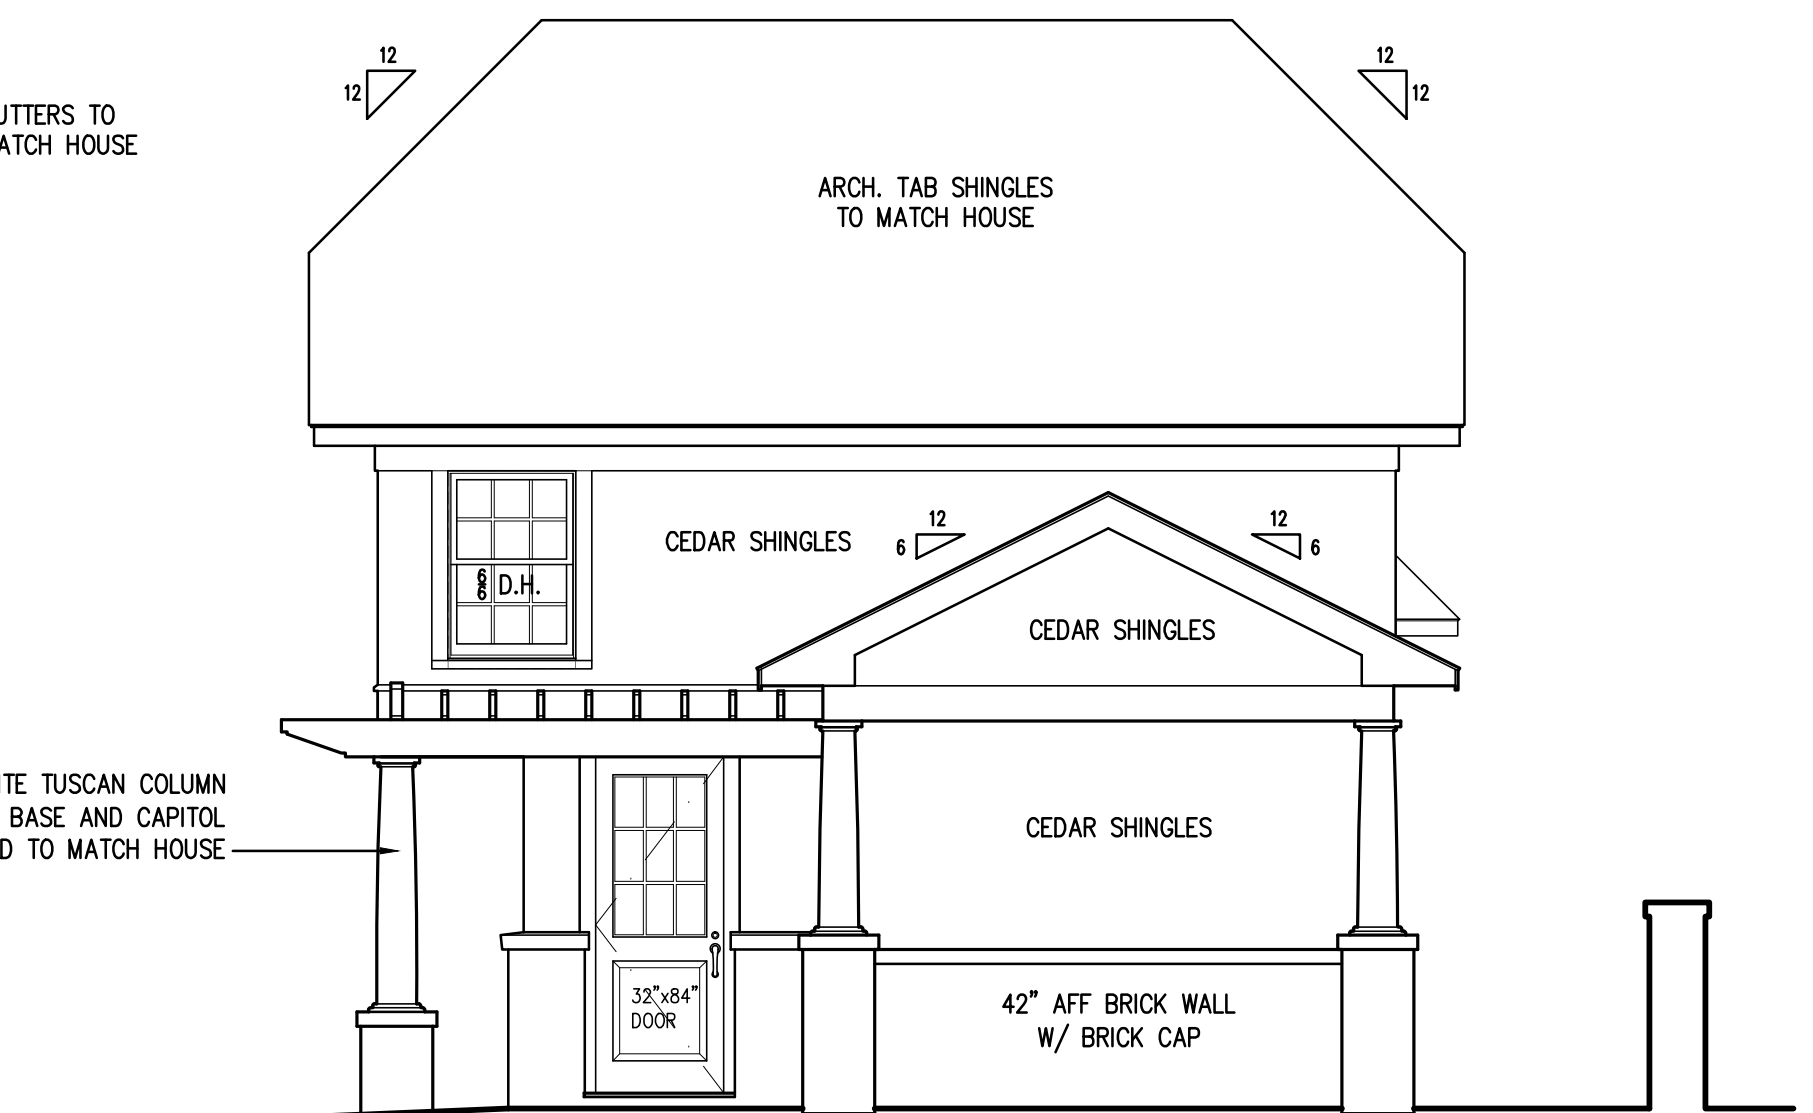 12
12
12
12
UTTERS TO
ATCH HOUSE
ARCH. TAB SHINGLES
TO MATCH HOUSE
12
6
12
6
CEDAR SHINGLES
6
6
D.H.
CEDAR SHINGLES
TE TUSCAN COLUMN
BASE AND CAPITOL
D TO MATCH HOUSE
CEDAR SHINGLES
32"x84"
DOOR
42" AFF BRICK WALL
W/ BRICK CAP